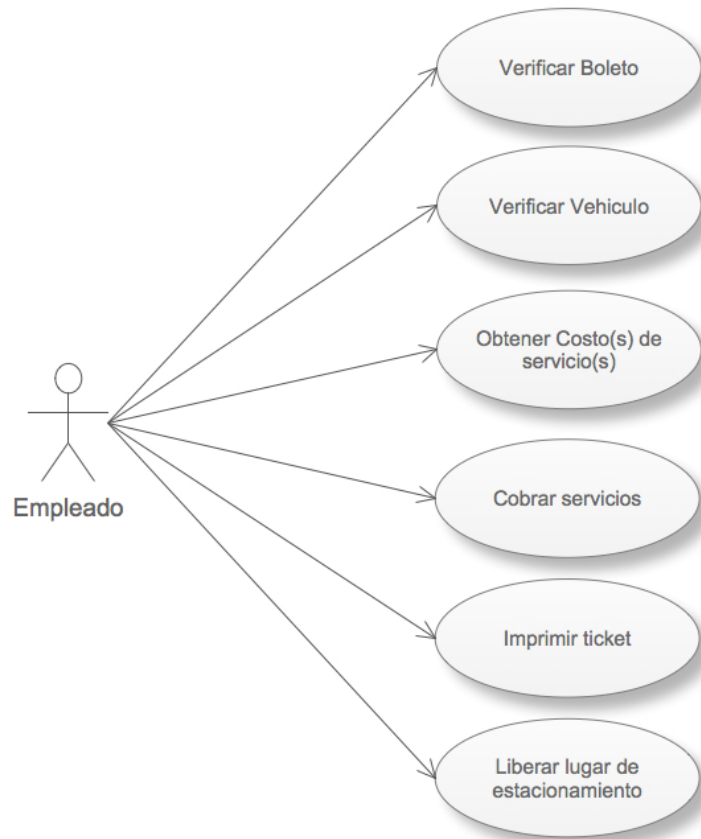 Verificar Boleto
Verificar Vehiculo
Obtener Costo(s) de
servicio(s)
Empleado
Cobrar servicios
Imprimir ticket
Liberar lugar de
estacionamiento